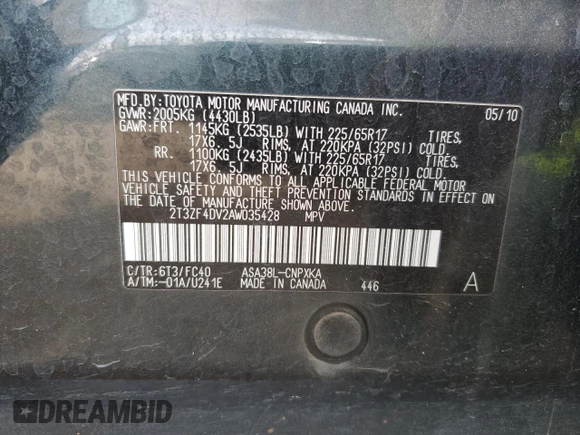 MFD.BY:TOYOTA MOTOR MANUFACTURING CANADA INC.
GVWR:2005KG (4430LB) 05/10
GAWR:FRT. 1145KG (2535LB) WITH 225/65R17 TIRES,
17X6.5J RIMS, AT 220KPA (32PSI) COLD.
RR. 1100KG (2435LB) WITH 225/65R17 TIRES,
17X6.5J RIMS, AT 220KPA (32PSI) COLD.
THIS VEHICLE CONFORMS TO ALL APPLICABLE FEDERAL MOTOR
VEHICLE SAFETY AND THEFT PREVENTION STANDARDS IN EFFECT ON
THE DATE OF MANUFACTURE SHOWN ABOVE.
2T3ZF4DV2AW035428 MPV
C/TR:6T3/FC40 ASA38L-CNPXKA
A/TM:-01A/U241E MADE IN CANADA 446 A
DREAMBID